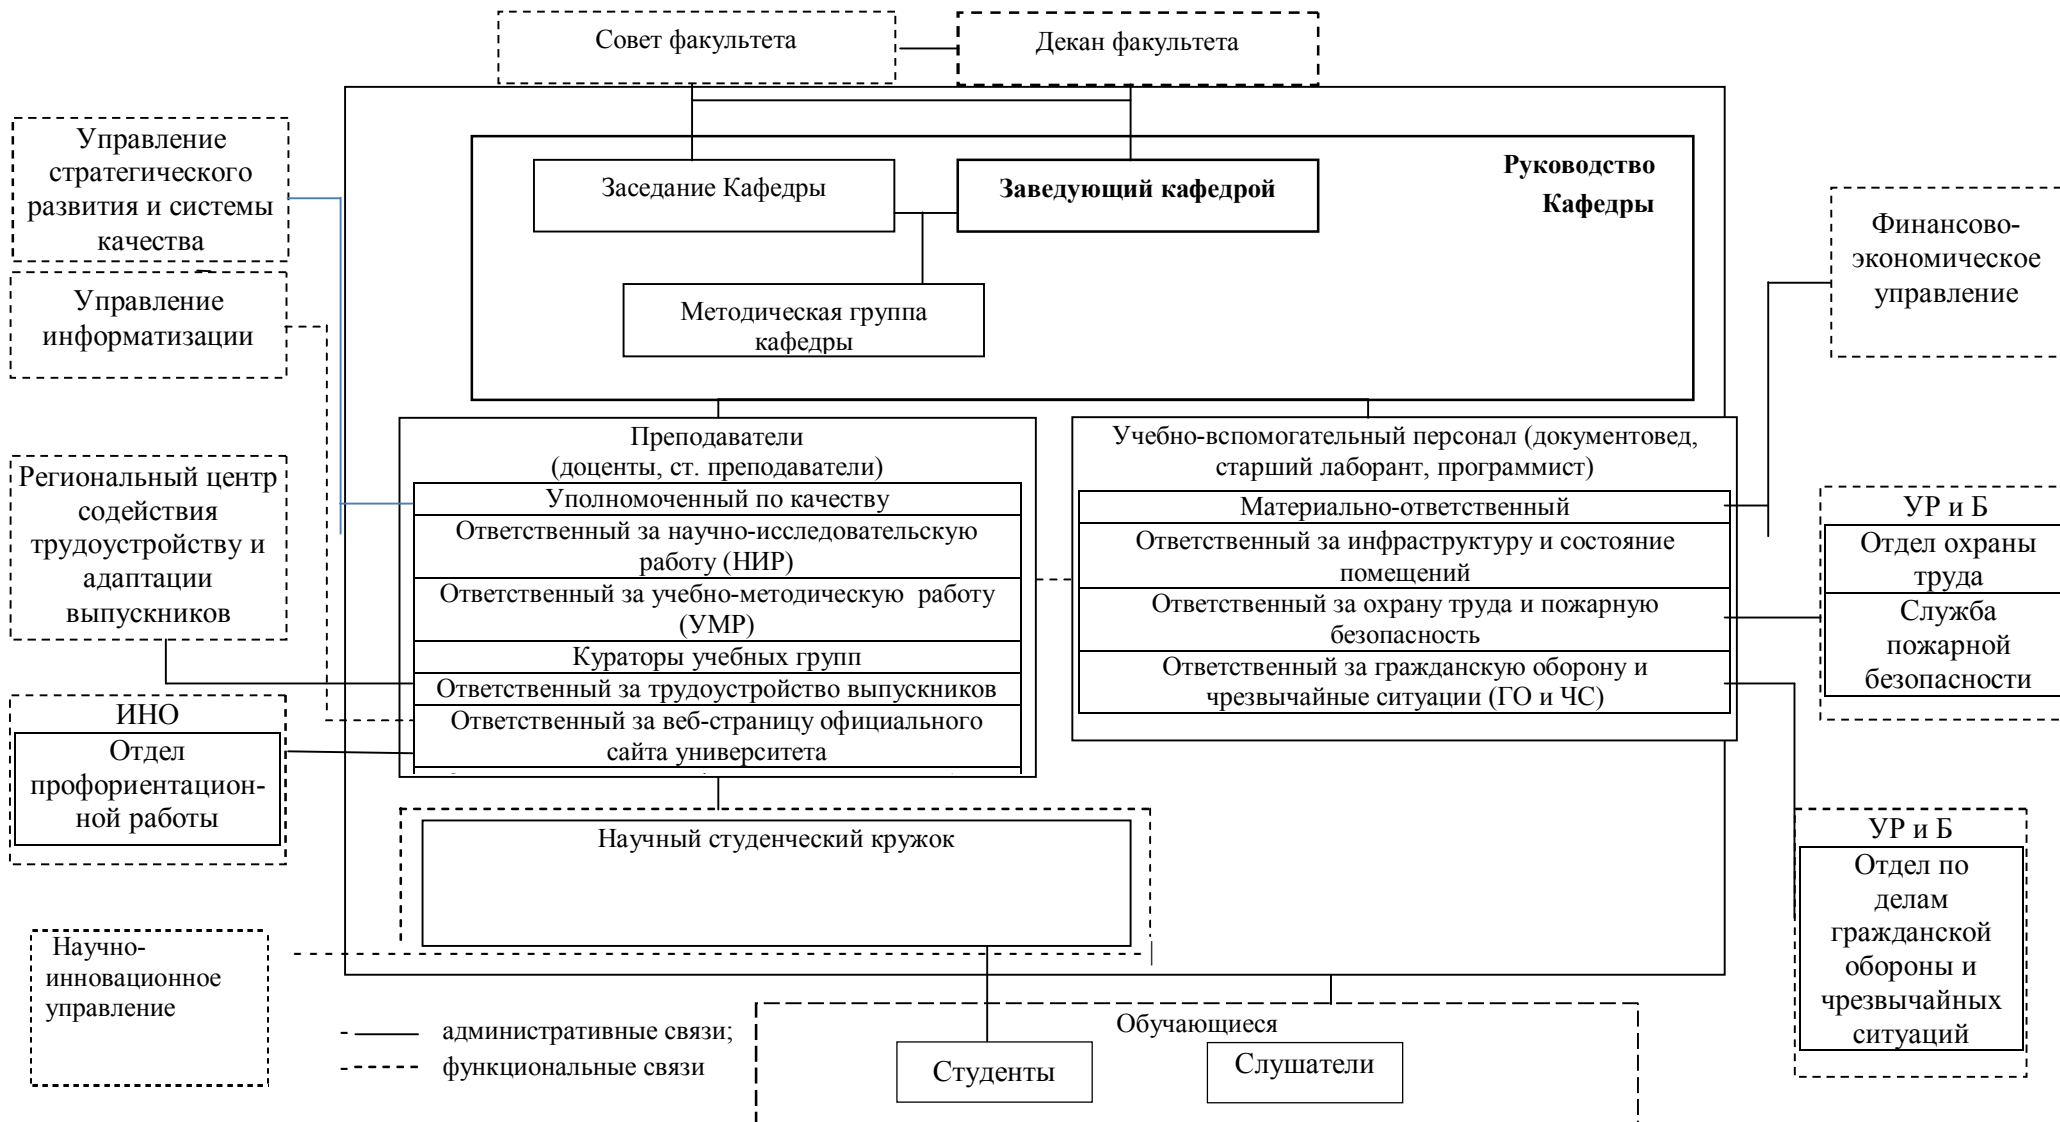 Совет факультета
Декан факультета
Управление
стратегического
развития и системы
качества
Управление
информатизации
Региональный центр
содействия
трудоустройству и
адаптации
выпускников
ИНО
Отдел
профориентацион-
ной работы
Научно-
инновационное
управление
Руководство
Кафедры
Заседание Кафедры
Заведующий кафедрой
Методическая группа
кафедры
Преподаватели
(доценты, ст. преподаватели)
Уполномоченный по качеству
Ответственный за научно-исследовательскую
работу (НИР)
Ответственный за учебно-методическую работу
(УМР)
Кураторы учебных групп
Ответственный за трудоустройство выпускников
Ответственный за веб-страницу официального
сайта университета
Учебно-вспомогательный персонал (документовед,
старший лаборант, программист)
Материально-ответственный
Ответственный за инфраструктуру и состояние
помещений
Ответственный за охрану труда и пожарную
безопасность
Ответственный за гражданскую оборону и
чрезвычайные ситуации (ГО и ЧС)
Научный студенческий кружок
Финансово-
экономическое
управление
УР и Б
Отдел охраны
труда
Служба
пожарной
безопасности
УР и Б
Отдел по
делам
гражданской
обороны и
чрезвычайных
ситуаций
- административные связи;
- функциональные связи
Обучающиеся
Студенты
Слушатели